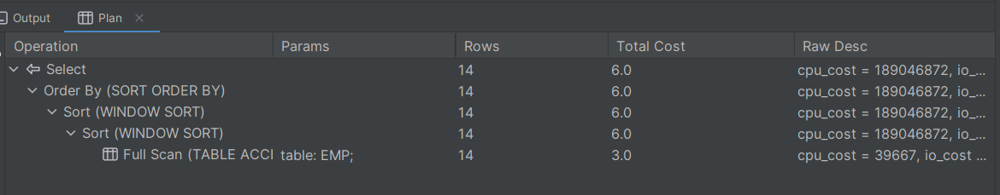 Output Plan
Operation Params Rows Total Cost Raw Desc
Select 14 6.0 cpu_cost = 189046872, io_...
Order By (SORT ORDER BY) 14 6.0 cpu_cost = 189046872, io_...
Sort (WINDOW SORT) 14 6.0 cpu_cost = 189046872, io_...
Sort (WINDOW SORT) 14 6.0 cpu_cost = 189046872, io_...
Full Scan (TABLE ACCI table: EMP; 14 3.0 cpu_cost = 39667, io_cost ...